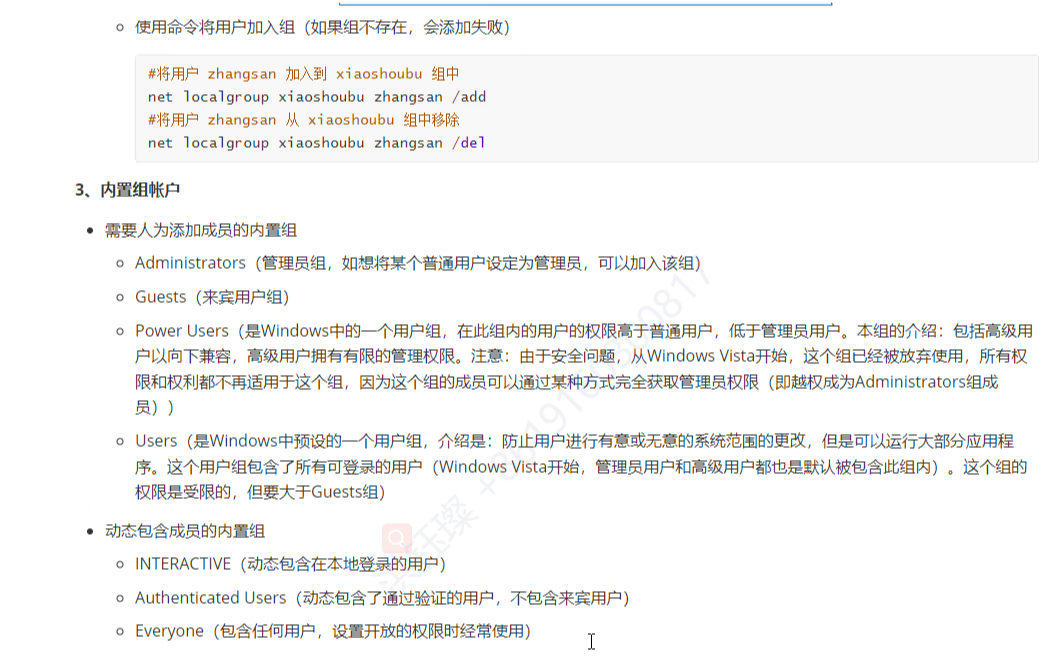 使用命令将用户加入组（如果组不存在，会添加失败）
#将用户 zhangsan 加入到 xiaoshoubu 组中
net localgroup xiaoshoubu zhangsan /add
#将用户 zhangsan 从 xiaoshoubu 组中移除
net localgroup xiaoshoubu zhangsan /del
3、内置组帐户
需要人为添加成员的内置组
Administrators（管理员组，如想将某个普通用户设定为管理员，可以加入该组）
Guests（来宾用户组）
Power Users（是Windows中的一个用户组，在此组内的用户的权限高于普通用户，低于管理员用户。本组的介绍：包括高级用
户以向下兼容，高级用户拥有有限的管理权限。注意：由于安全问题，从Windows Vista开始，这个组已经被放弃使用，所有权
限和权利都不再适用于这个组，因为这个组的成员可以通过某种方式完全获取管理员权限（即越权成为Administrators组成
员））
Users（是Windows中预设的一个用户组，介绍是：防止用户进行有意或无意的系统范围的更改，但是可以运行大部分应用程
序。这个用户组包含了所有可登录的用户（Windows Vista开始，管理员用户和高级用户都也是默认被包含此组内）。这个组的
权限是受限的，但要大于Guests组）
动态包含成员的内置组
INTERACTIVE（动态包含在本地登录的用户）
Authenticated Users（动态包含了通过验证的用户，不包含来宾用户）
Everyone（包含任何用户，设置开放的权限时经常使用）